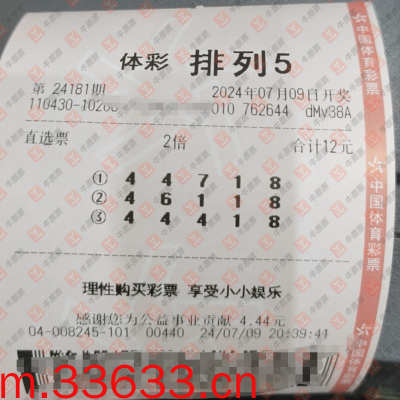 体彩 排列5
第 24181期 2024年07月09日开奖
110430-10268 010 762644 dMv38A
直选票 2倍 合计12元
① 4 4 7 1 8
② 4 6 1 1 8
③ 4 4 4 1 8
理性购买彩票 享受小小娱乐
感谢您为公益事业贡献 4.44元
04-008245-101 00440 24/07/09 20:39:44
中国体育彩票
中国体育彩票
m.33633.cn